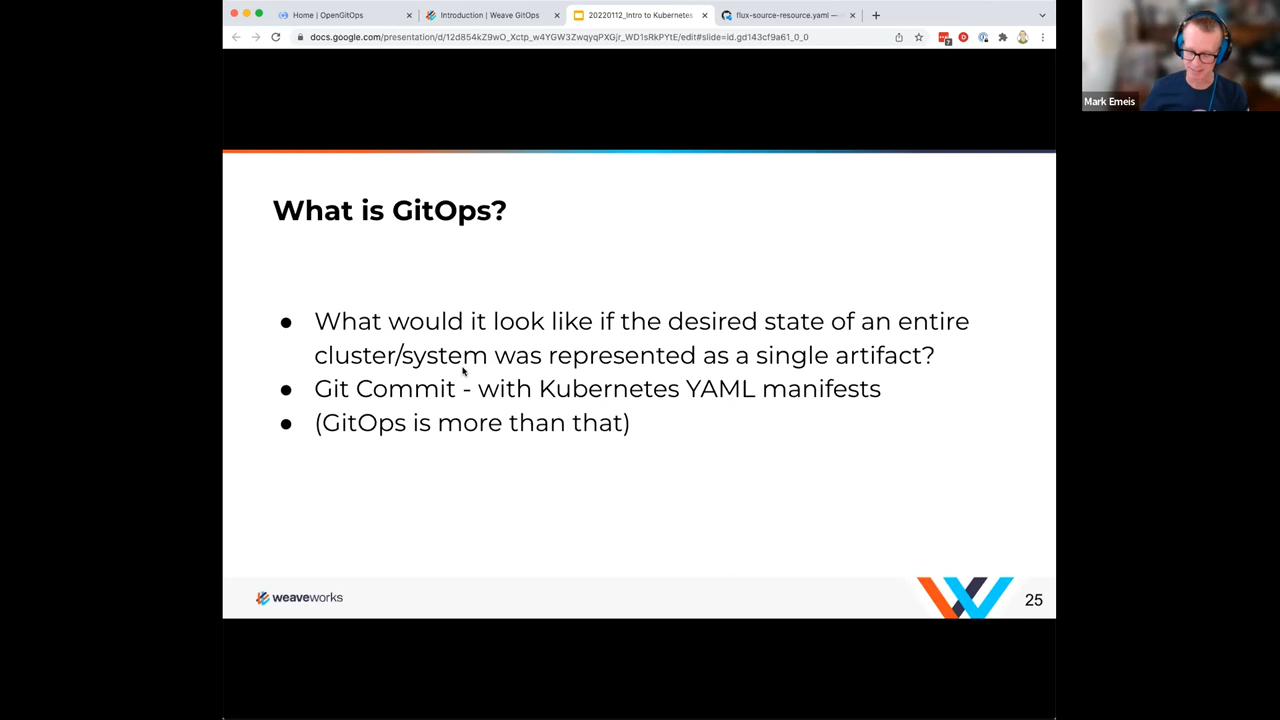 Home | OpenGitOps
Introduction | Weave GitOps
20220112_Intro to Kubernetes
flux-source-resource.yaml —
docs.google.com/presentation/d/12d854kZ9wO_Xctp_w4YGW3ZwqyqPXGjr_WD1sRkPYtE/edit#slide=id.gd143cf9a61_0_0
Mark Emeis
What is GitOps?
● What would it look like if the desired state of an entire
cluster/system was represented as a single artifact?
● Git Commit - with Kubernetes YAML manifests
● (GitOps is more than that)
weaveworks
25